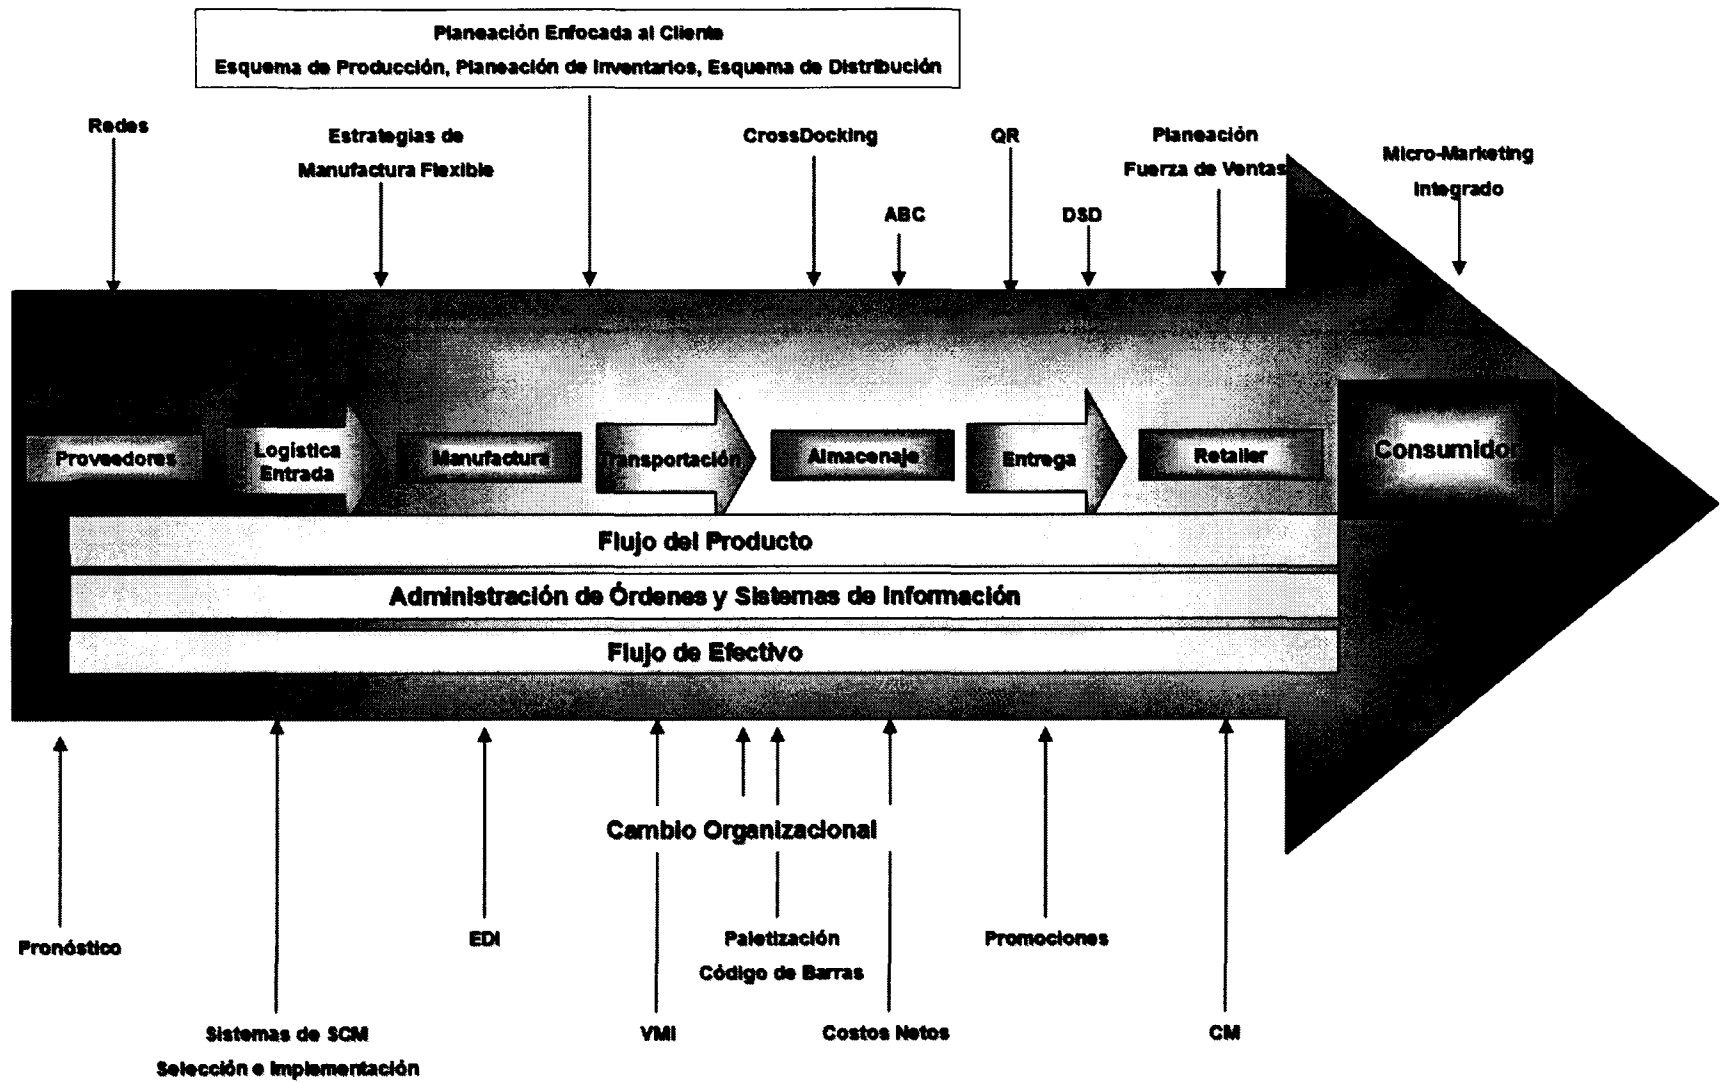 Planeación Enfocada al Cliente
Esquema de Producción, Planeación de Inventarios, Esquema de Distribución
Redes
Estrategias de
Manufactura Flexible
CrossDocking
QR
Planeación
Fuerza de Ventas
Micro-Marketing
Integrado
ABC
DSD
Proveedores
Logística
Entrada
Manufactura
Transportación
Almacenaje
Entrega
Retailer
Consumidor
Flujo del Producto
Administración de Órdenes y Sistemas de Información
Flujo de Efectivo
Cambio Organizacional
Pronóstico
EDI
Paletización
Código de Barras
Promociones
Sistemas de SCM
Selección e Implementación
VMI
Costos Netos
CM